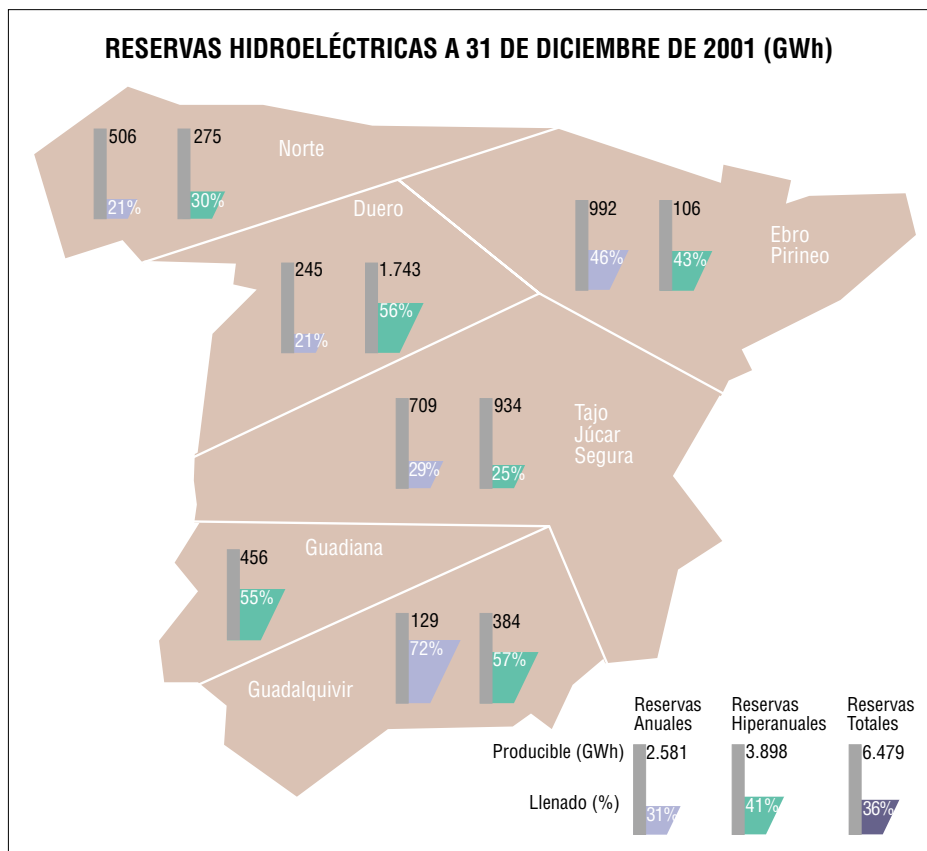 RESERVAS HIDROELÉCTRICAS A 31 DE DICIEMBRE DE 2001 (GWh)
506
275
Norte
21%
30%
Duero
992
106
Ebro
Pirineo
46%
43%
245
1.743
56%
21%
709
934
Tajo
Júcar
Segura
29%
25%
Guadiana
456
55%
129
384
72%
57%
Guadalquivir
Reservas
Anuales
Reservas
Hiperanuales
Reservas
Totales
Producible (GWh)
2.581
3.898
6.479
Llenado (%)
31%
41%
36%